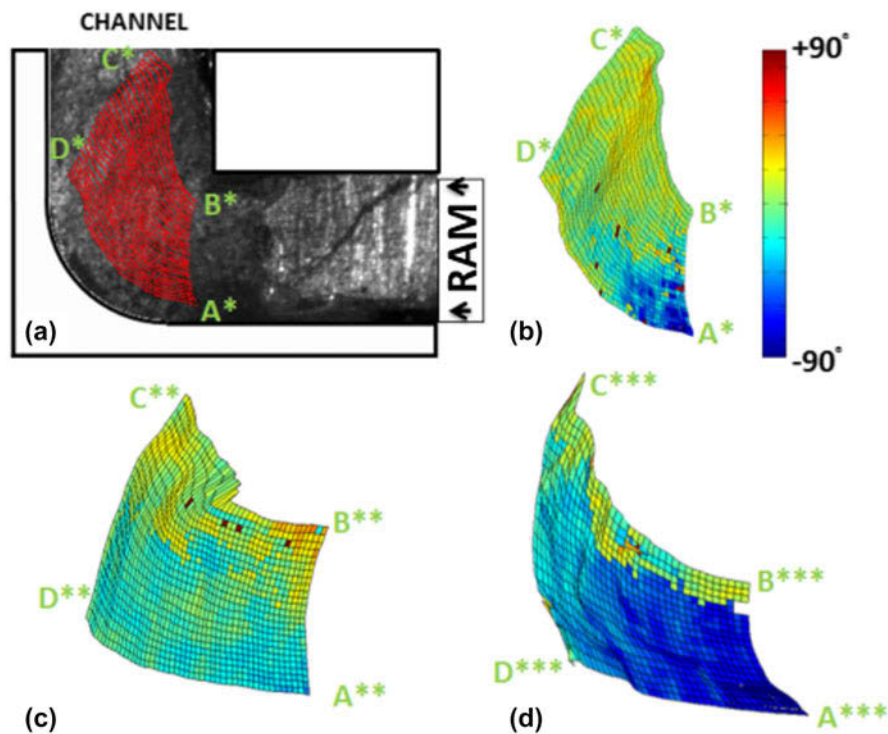 CHANNEL
C*
D*
B*
A*
RAM
(a)
C*
D*
B*
A*
(b)
+90°
-90°
C**
B**
D**
A**
(c)
C***
B***
D***
A***
(d)